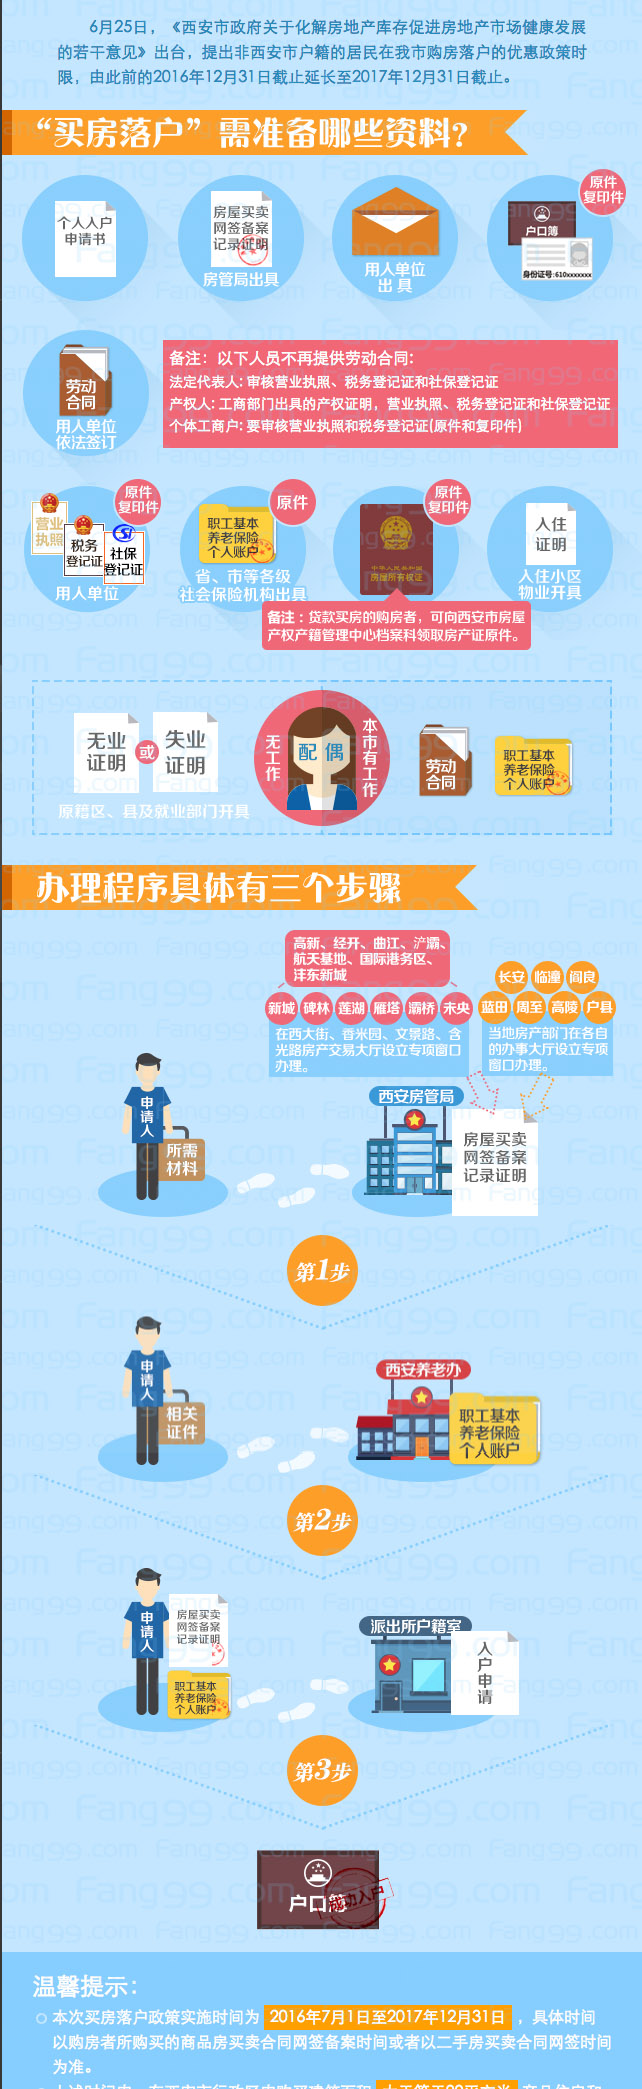 6月25日，《西安市政府关于化解房地产库存促进房地产市场健康发展
的若干意见》出台，提出非西安市户籍的居民在我市购房落户的优惠政策时
限，由此前的2016年12月31日截止延长至2017年12月31日截止。
“买房落户”需准备哪些资料？
个人入户
申请书
房屋买卖
网签备案
记录证明
房管局出具
用人单位
出具
原件
复印件
户口簿
身份证号:610xxxxxxx
劳动
合同
用人单位
依法签订
备注：以下人员不再提供劳动合同:
法定代表人: 审核营业执照、税务登记证和社保登记证
产权人: 工商部门出具的产权证明，营业执照、税务登记证和社保登记证
个体工商户: 要审核营业执照和税务登记证(原件和复印件)
原件
复印件
营业
执照
税务
登记证
社保
登记证
用人单位
原件
职工基本
养老保险
个人账户
省、市等各级
社会保险机构出具
原件
复印件
中华人民共和国
房屋所有权证
入住
证明
入住小区
物业开具
备注：贷款买房的购房者，可向西安市房屋
产权产籍管理中心档案科领取房产证原件。
无业
证明
或
失业
证明
原籍区、县及就业部门开具
无工作
配偶
本市有工作
劳动
合同
职工基本
养老保险
个人账户
办理程序具体有三个步骤
高新、经开、曲江、浐灞、
航天基地、国际港务区、
沣东新城
新城 碑林 莲湖 雁塔 灞桥 未央
在西大街、香米园、文景路、含
光路房产交易大厅设立专项窗口
办理。
长安 临潼 阎良
蓝田 周至 高陵 户县
当地房产部门在各自
的办事大厅设立专项
窗口办理。
申请人
所需
材料
西安房管局
房屋买卖
网签备案
记录证明
第1步
申请人
相关
证件
西安养老办
职工基本
养老保险
个人账户
第2步
申请人
房屋买卖
网签备案
记录证明
职工基本
养老保险
个人账户
派出所户籍室
入户申请
第3步
户口簿
成功入户
温馨提示：
本次买房落户政策实施时间为 2016年7月1日至2017年12月31日 ，具体时间
以购房者所购买的商品房买卖合同网签备案时间或者以二手房买卖合同网签时间
为准。